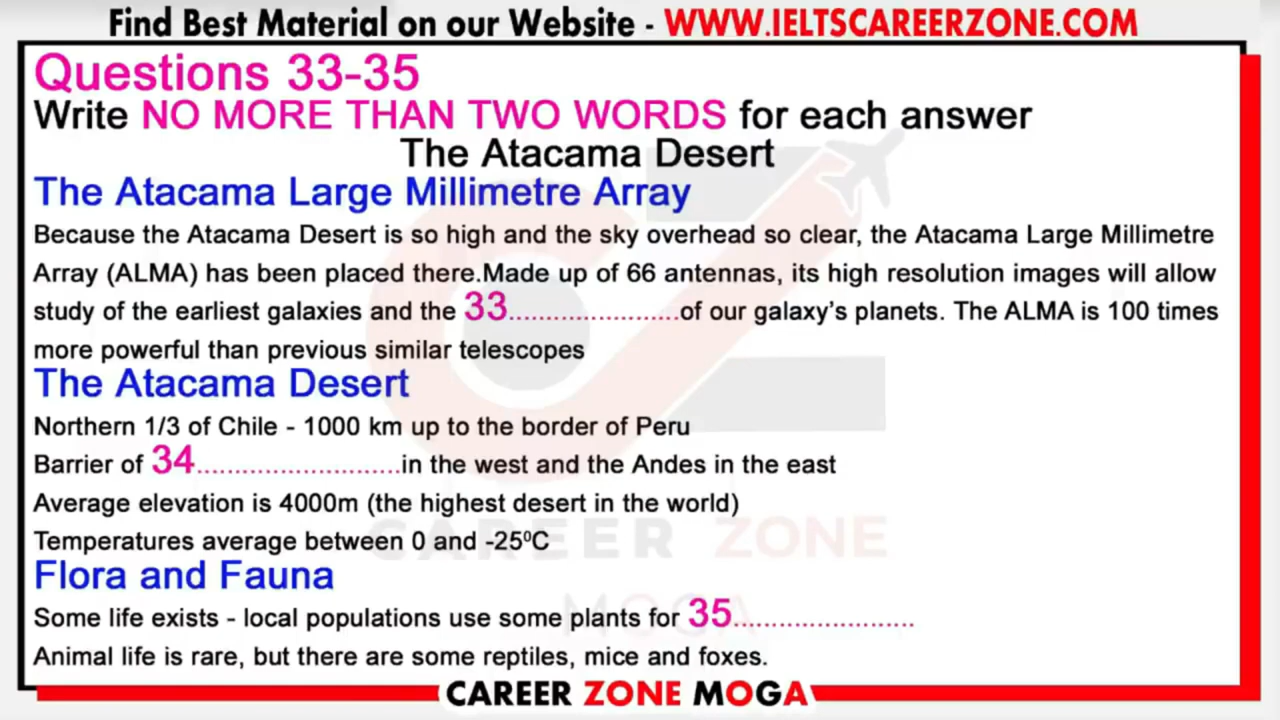 Find Best Material on our Website - WWW.IELTSCAREERZONE.COM
Questions 33-35
Write NO MORE THAN TWO WORDS for each answer
The Atacama Desert
The Atacama Large Millimetre Array
Because the Atacama Desert is so high and the sky overhead so clear, the Atacama Large Millimetre
Array (ALMA) has been placed there.Made up of 66 antennas, its high resolution images will allow
study of the earliest galaxies and the 33.......................of our galaxy's planets. The ALMA is 100 times
more powerful than previous similar telescopes
The Atacama Desert
Northern 1/3 of Chile - 1000 km up to the border of Peru
Barrier of 34...........................in the west and the Andes in the east
Average elevation is 4000m (the highest desert in the world)
Temperatures average between 0 and -25⁰C
CAREER ZONE
Flora and Fauna
MOGA
Some life exists - local populations use some plants for 35........................
Animal life is rare, but there are some reptiles, mice and foxes.
CAREER ZONE MOGA